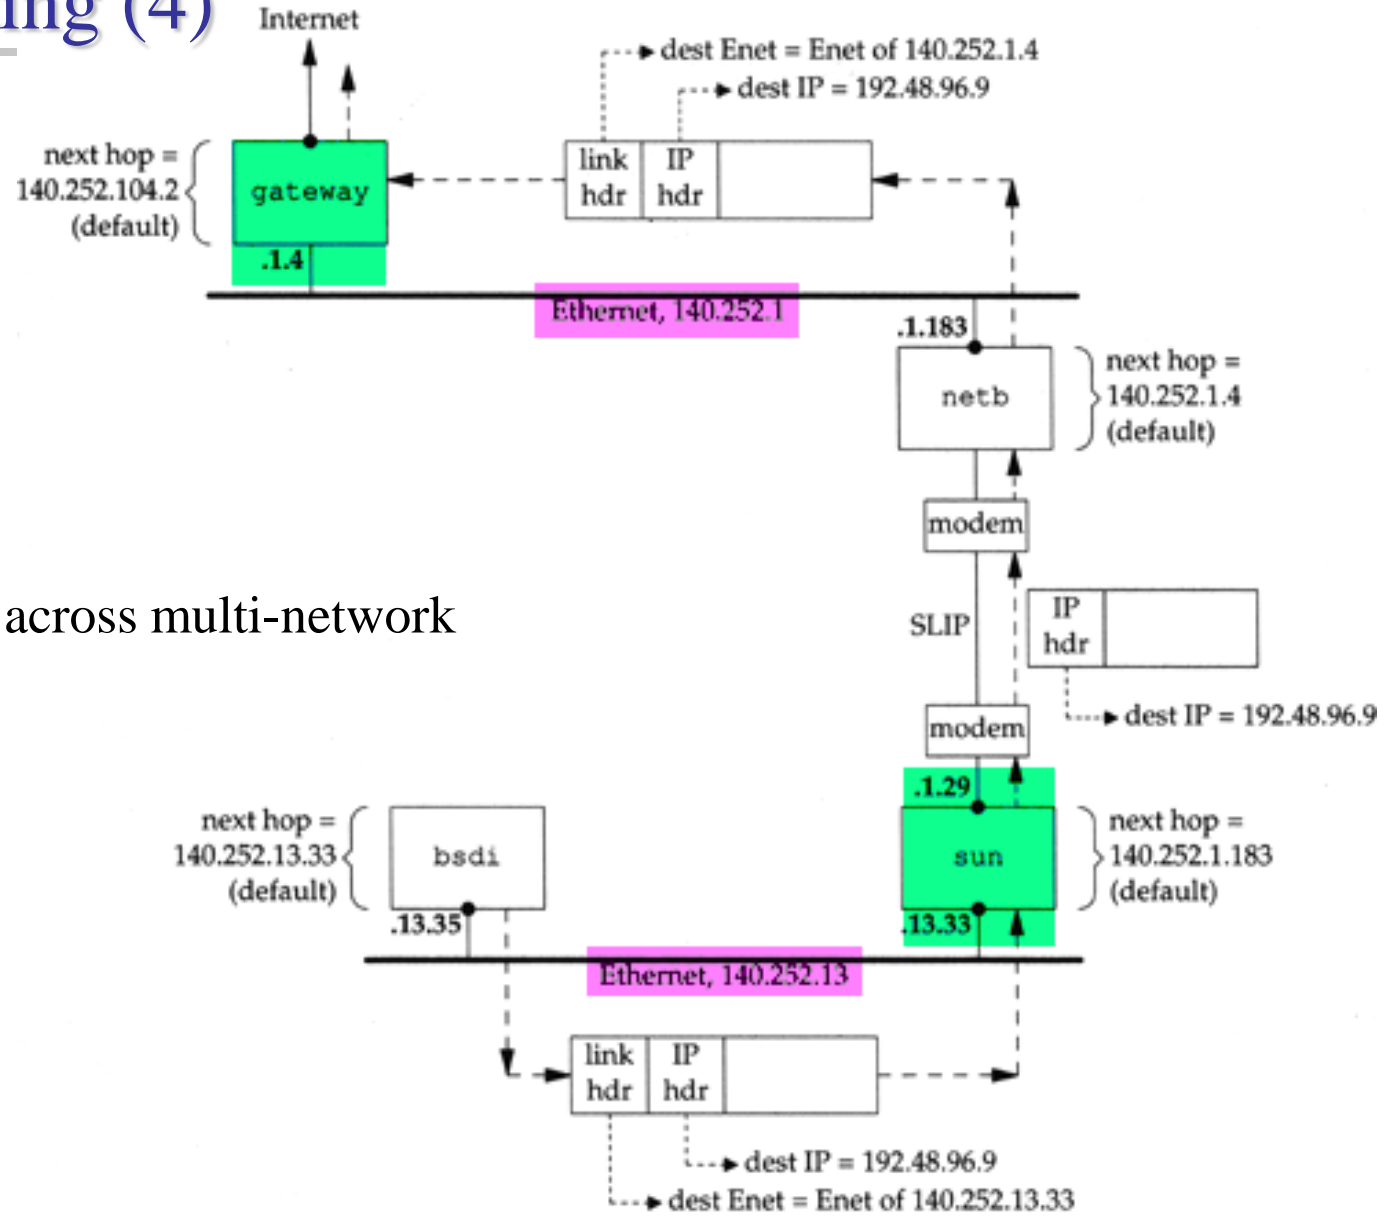 ing (4)
Internet
dest Enet = Enet of 140.252.1.4
dest IP = 192.48.96.9
next hop =
140.252.104.2
(default)
gateway
link
hdr
IP
hdr
.1.4
Ethernet, 140.252.1
.1.183
netb
next hop =
140.252.1.4
(default)
modem
across multi-network
SLIP
IP
hdr
dest IP = 192.48.96.9
modem
.1.29
next hop =
140.252.13.33
(default)
bsdi
sun
next hop =
140.252.1.183
(default)
.13.35
.13.33
Ethernet, 140.252.13
link
hdr
IP
hdr
dest IP = 192.48.96.9
dest Enet = Enet of 140.252.13.33